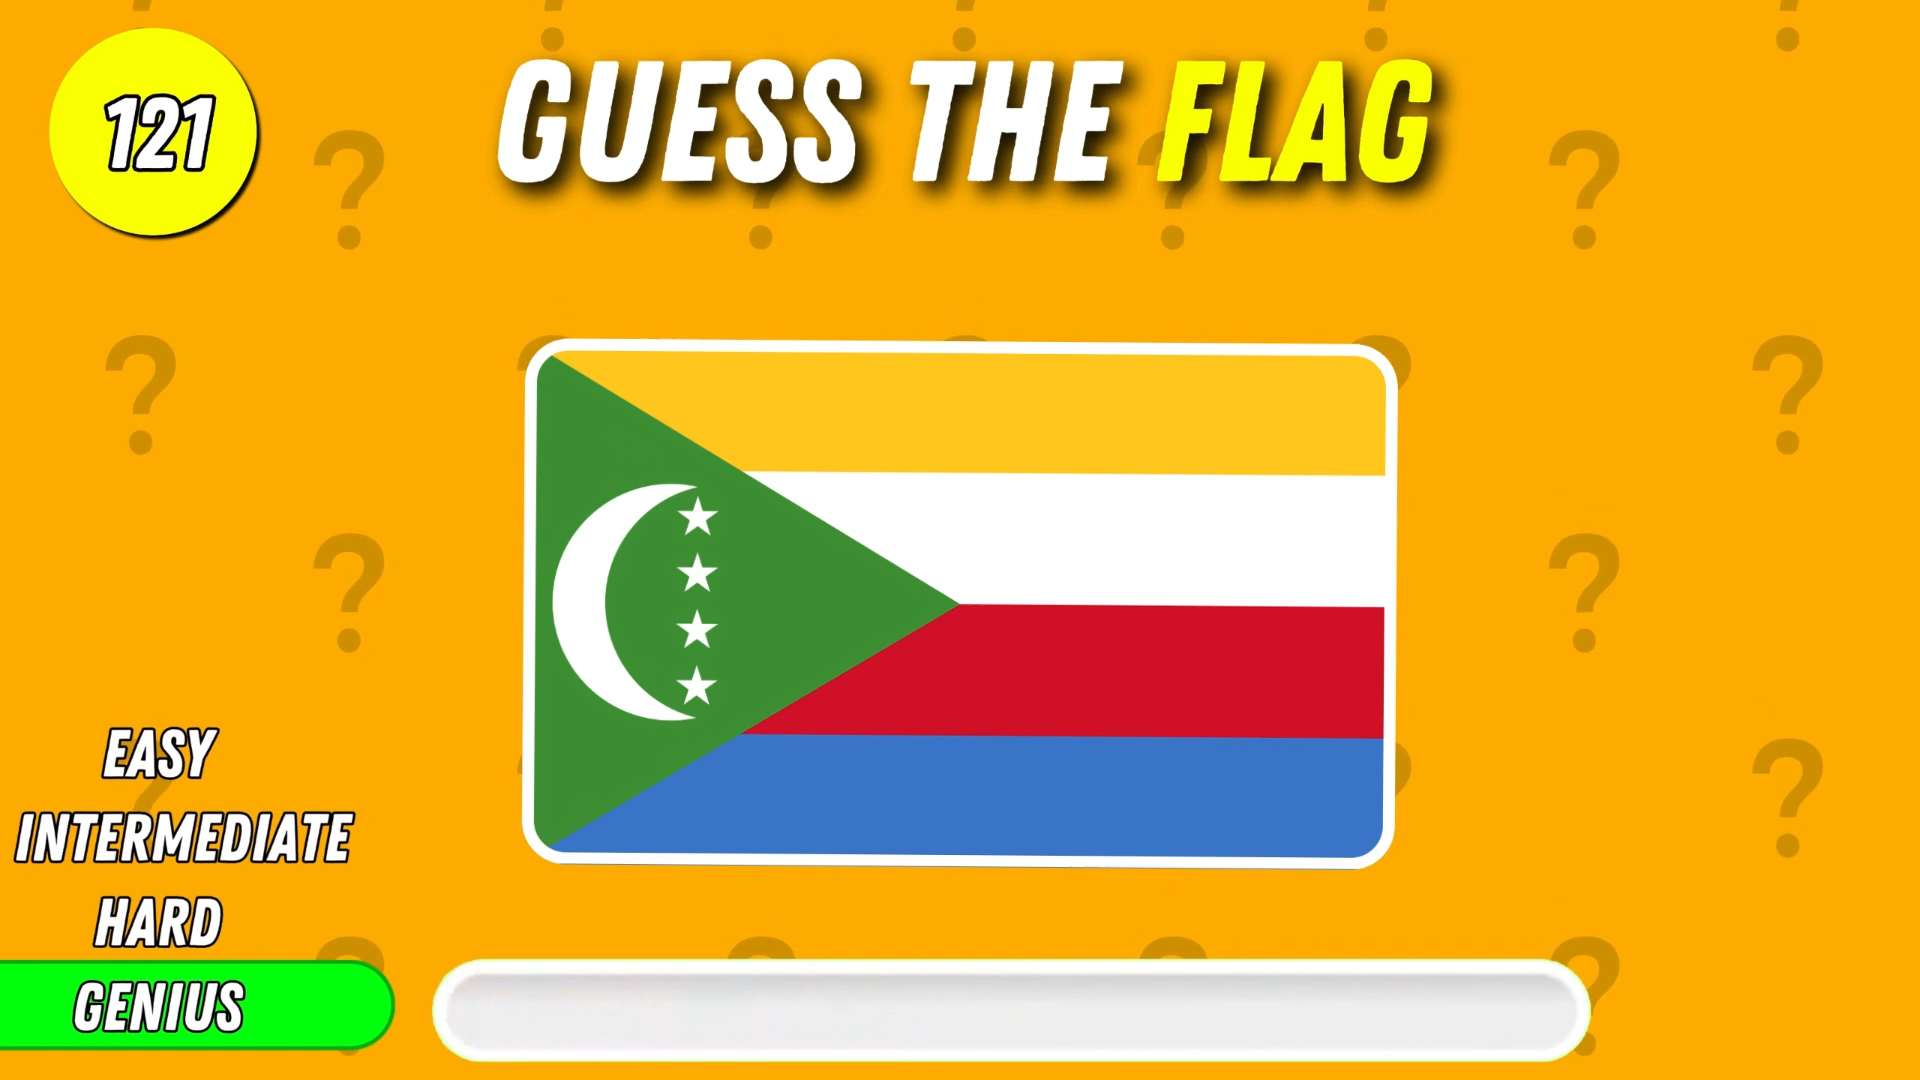 121
GUESS THE FLAG
EASY
INTERMEDIATE
HARD
GENIUS